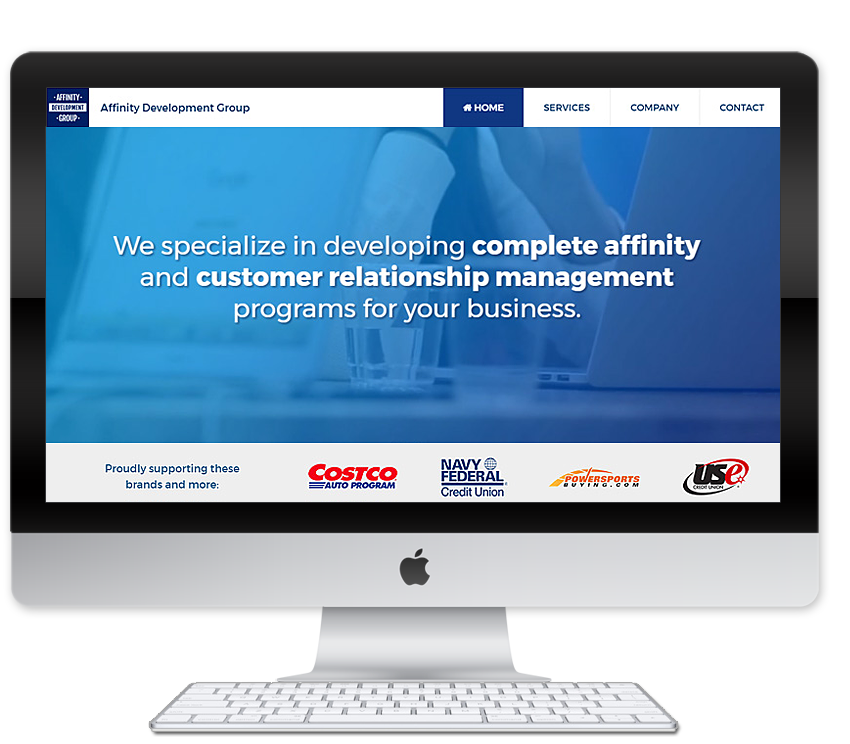 ·AFFINITY·
DEVELOPMENT
·GROUP·
Affinity Development Group
HOME
SERVICES
COMPANY
CONTACT
We specialize in developing complete affinity
and customer relationship management
programs for your business.
Proudly supporting these
brands and more:
COSTCO
AUTO PROGRAM
NAVY
FEDERAL
Credit Union
POWERSPORTS
BUYING.COM
USe
CREDIT UNION